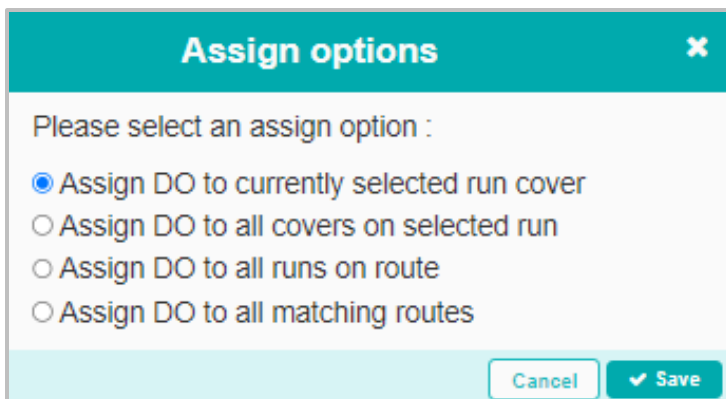 Assign options
Please select an assign option :
Assign DO to currently selected run cover
Assign DO to all covers on selected run
Assign DO to all runs on route
Assign DO to all matching routes
Cancel
Save